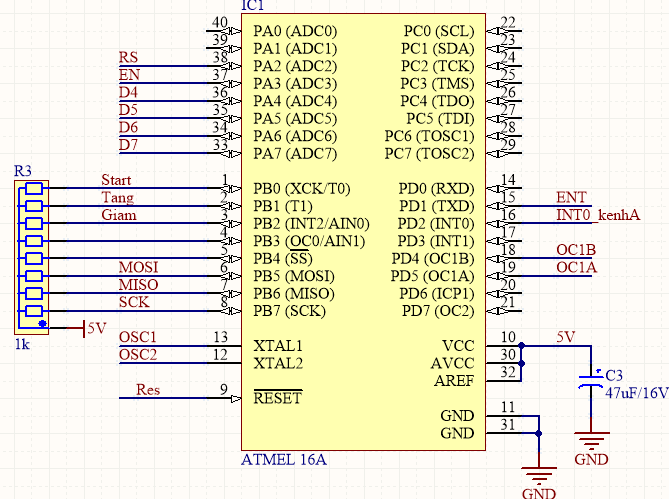 IC1
40 PA0 (ADC0) PC0 (SCL) 22
39 PA1 (ADC1) PC1 (SDA) 23
RS 38 PA2 (ADC2) PC2 (TCK) 24
EN 37 PA3 (ADC3) PC3 (TMS) 25
D4 36 PA4 (ADC4) PC4 (TDO) 26
D5 35 PA5 (ADC5) PC5 (TDI) 27
D6 34 PA6 (ADC6) PC6 (TOSC1) 28
D7 33 PA7 (ADC7) PC7 (TOSC2) 29
R3
Start 1 PB0 (XCK/T0) PD0 (RXD) 14
Tang 2 PB1 (T1) PD1 (TXD) 15 ENT
Giam 3 PB2 (INT2/AIN0) PD2 (INT0) 16 INT0_kenhA
4 PB3 (OC0/AIN1) PD3 (INT1) 17
5 PB4 (SS) PD4 (OC1B) 18 OC1B
MOSI 6 PB5 (MOSI) PD5 (OC1A) 19 OC1A
MISO 7 PB6 (MISO) PD6 (ICP1) 20
SCK 8 PB7 (SCK) PD7 (OC2) 21
5V
1k
OSC1 13 XTAL1 VCC 10 5V
OSC2 12 XTAL2 AVCC 30
AREF 32
C3
47uF/16V
Res 9 RESET
GND 11
GND 31
GND
ATMEL 16A
GND